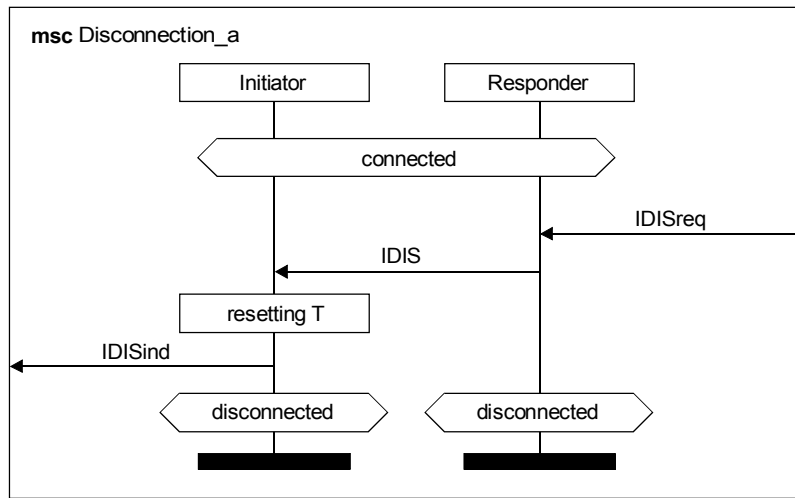 msc Disconnection_a
Initiator
Responder
connected
IDISreq
IDIS
resetting T
IDISind
disconnected
disconnected